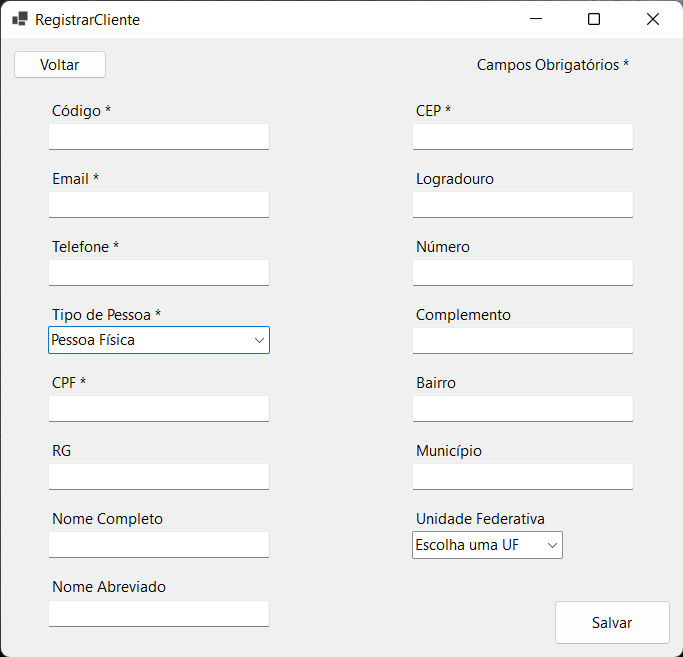 RegistrarCliente
Voltar
Campos Obrigatórios *
Código *
Email *
Telefone *
Tipo de Pessoa *
Pessoa Física
CPF *
RG
Nome Completo
Nome Abreviado
CEP *
Logradouro
Número
Complemento
Bairro
Município
Unidade Federativa
Escolha uma UF
Salvar